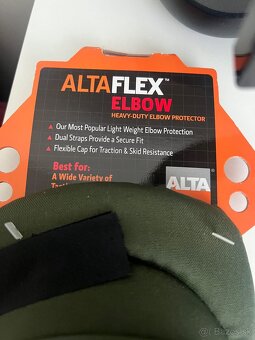 ALTAFLEX™
ELBOW
HEAVY-DUTY ELBOW PROTECTOR
▲ Our Most Popular Light Weight Elbow Protection
▲ Dual Straps Provide a Secure Fit
▲ Flexible Cap for Traction & Skid Resistance
Best for:
A Wide Variety of
ALTA